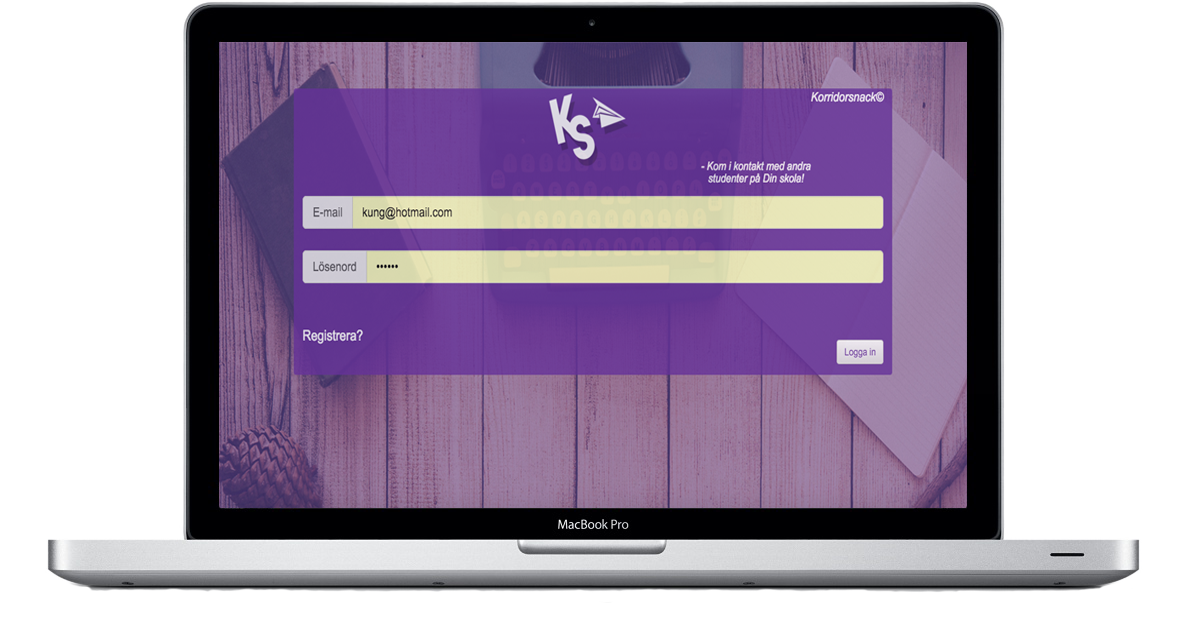 Korridorsnack©
KS
- Kom i kontakt med andra
studenter på Din skola!
E-mail kung@hotmail.com
Lösenord ••••••
Registrera?
Logga in
MacBook Pro